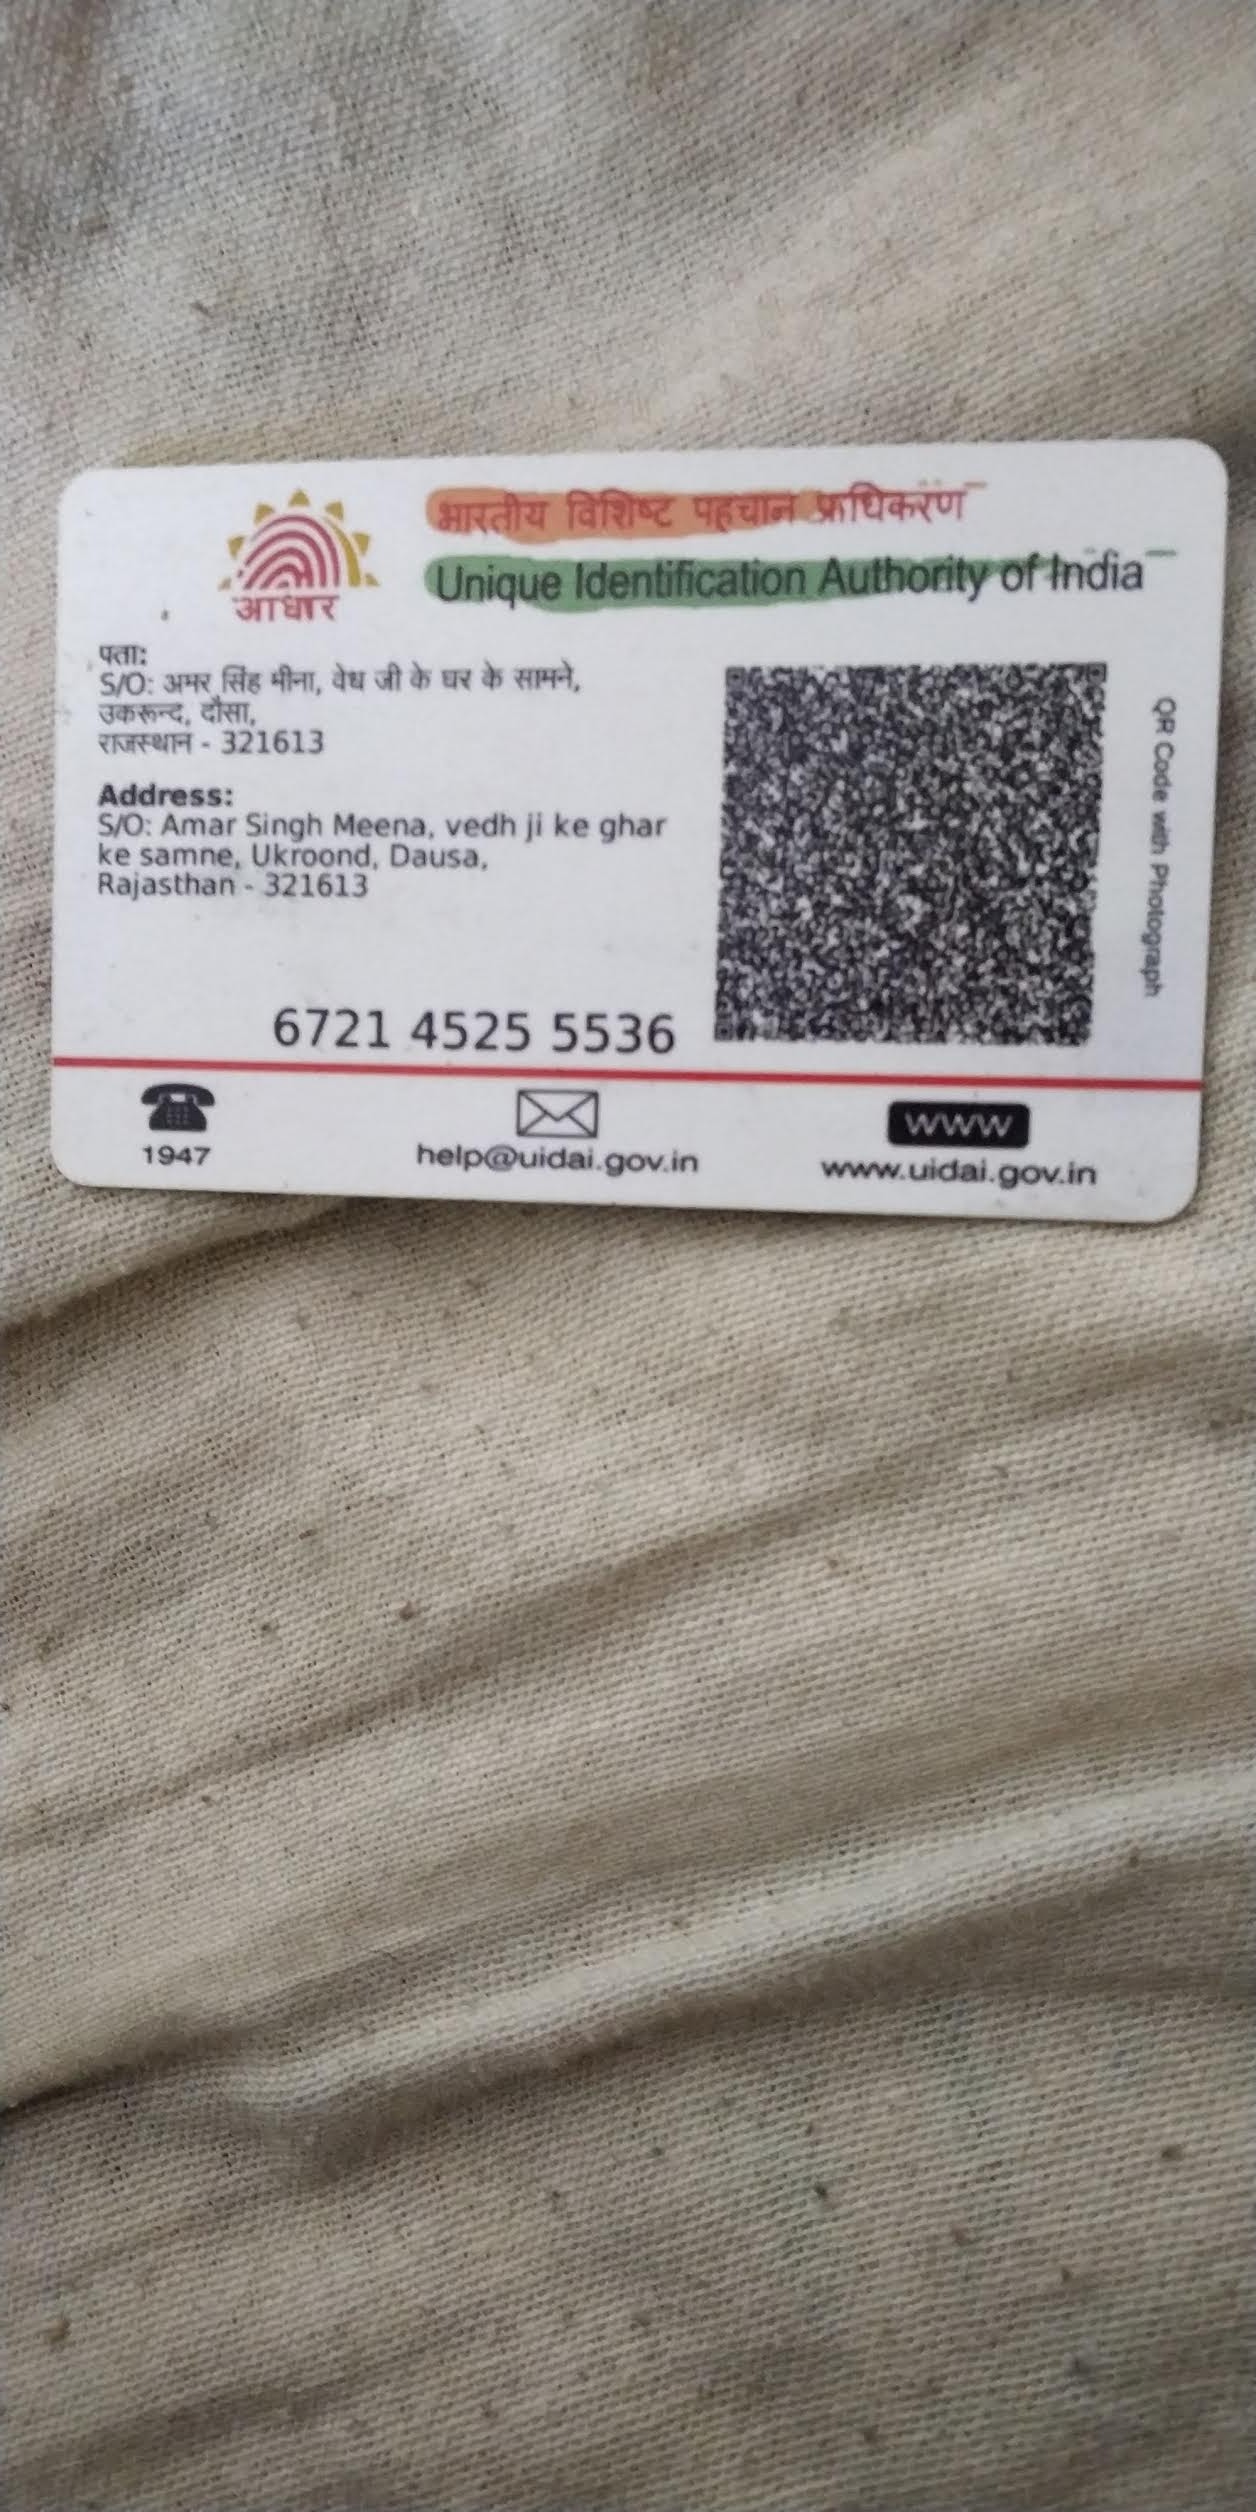 भारतीय विशिष्ट पहचान प्राधिकरण
Unique Identification Authority of India
आधार
पता:
S/O: अमर सिंह मीना, वेध जी के घर के सामने,
उकरून्द, दौसा,
राजस्थान - 321613
Address:
S/O: Amar Singh Meena, vedh ji ke ghar
ke samne, Ukroond, Dausa,
Rajasthan - 321613
QR Code with Photograph
6721 4525 5536
1947
help@uidai.gov.in
www
www.uidai.gov.in